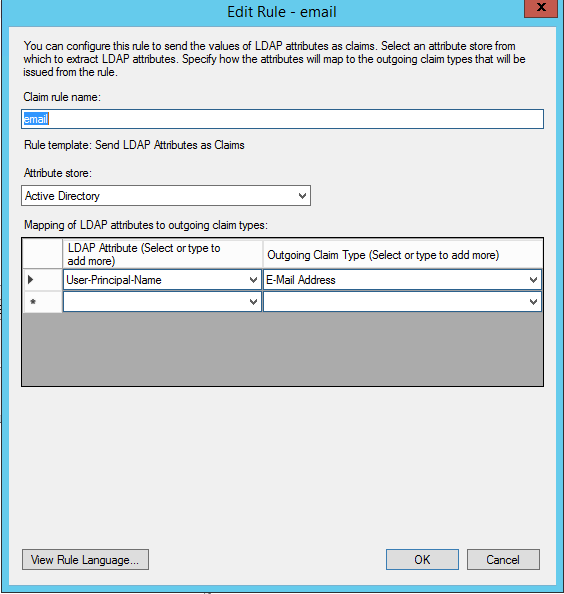 Edit Rule - email
x
You can configure this rule to send the values of LDAP attributes as claims. Select an attribute store from
which to extract LDAP attributes. Specify how the attributes will map to the outgoing claim types that will be
issued from the rule.
Claim rule name:
email
Rule template: Send LDAP Attributes as Claims
Attribute store:
Active Directory
Mapping of LDAP attributes to outgoing claim types:
LDAP Attribute (Select or type to
add more)
Outgoing Claim Type (Select or type to add more)
User-Principal-Name
E-Mail Address
*
View Rule Language...
OK
Cancel